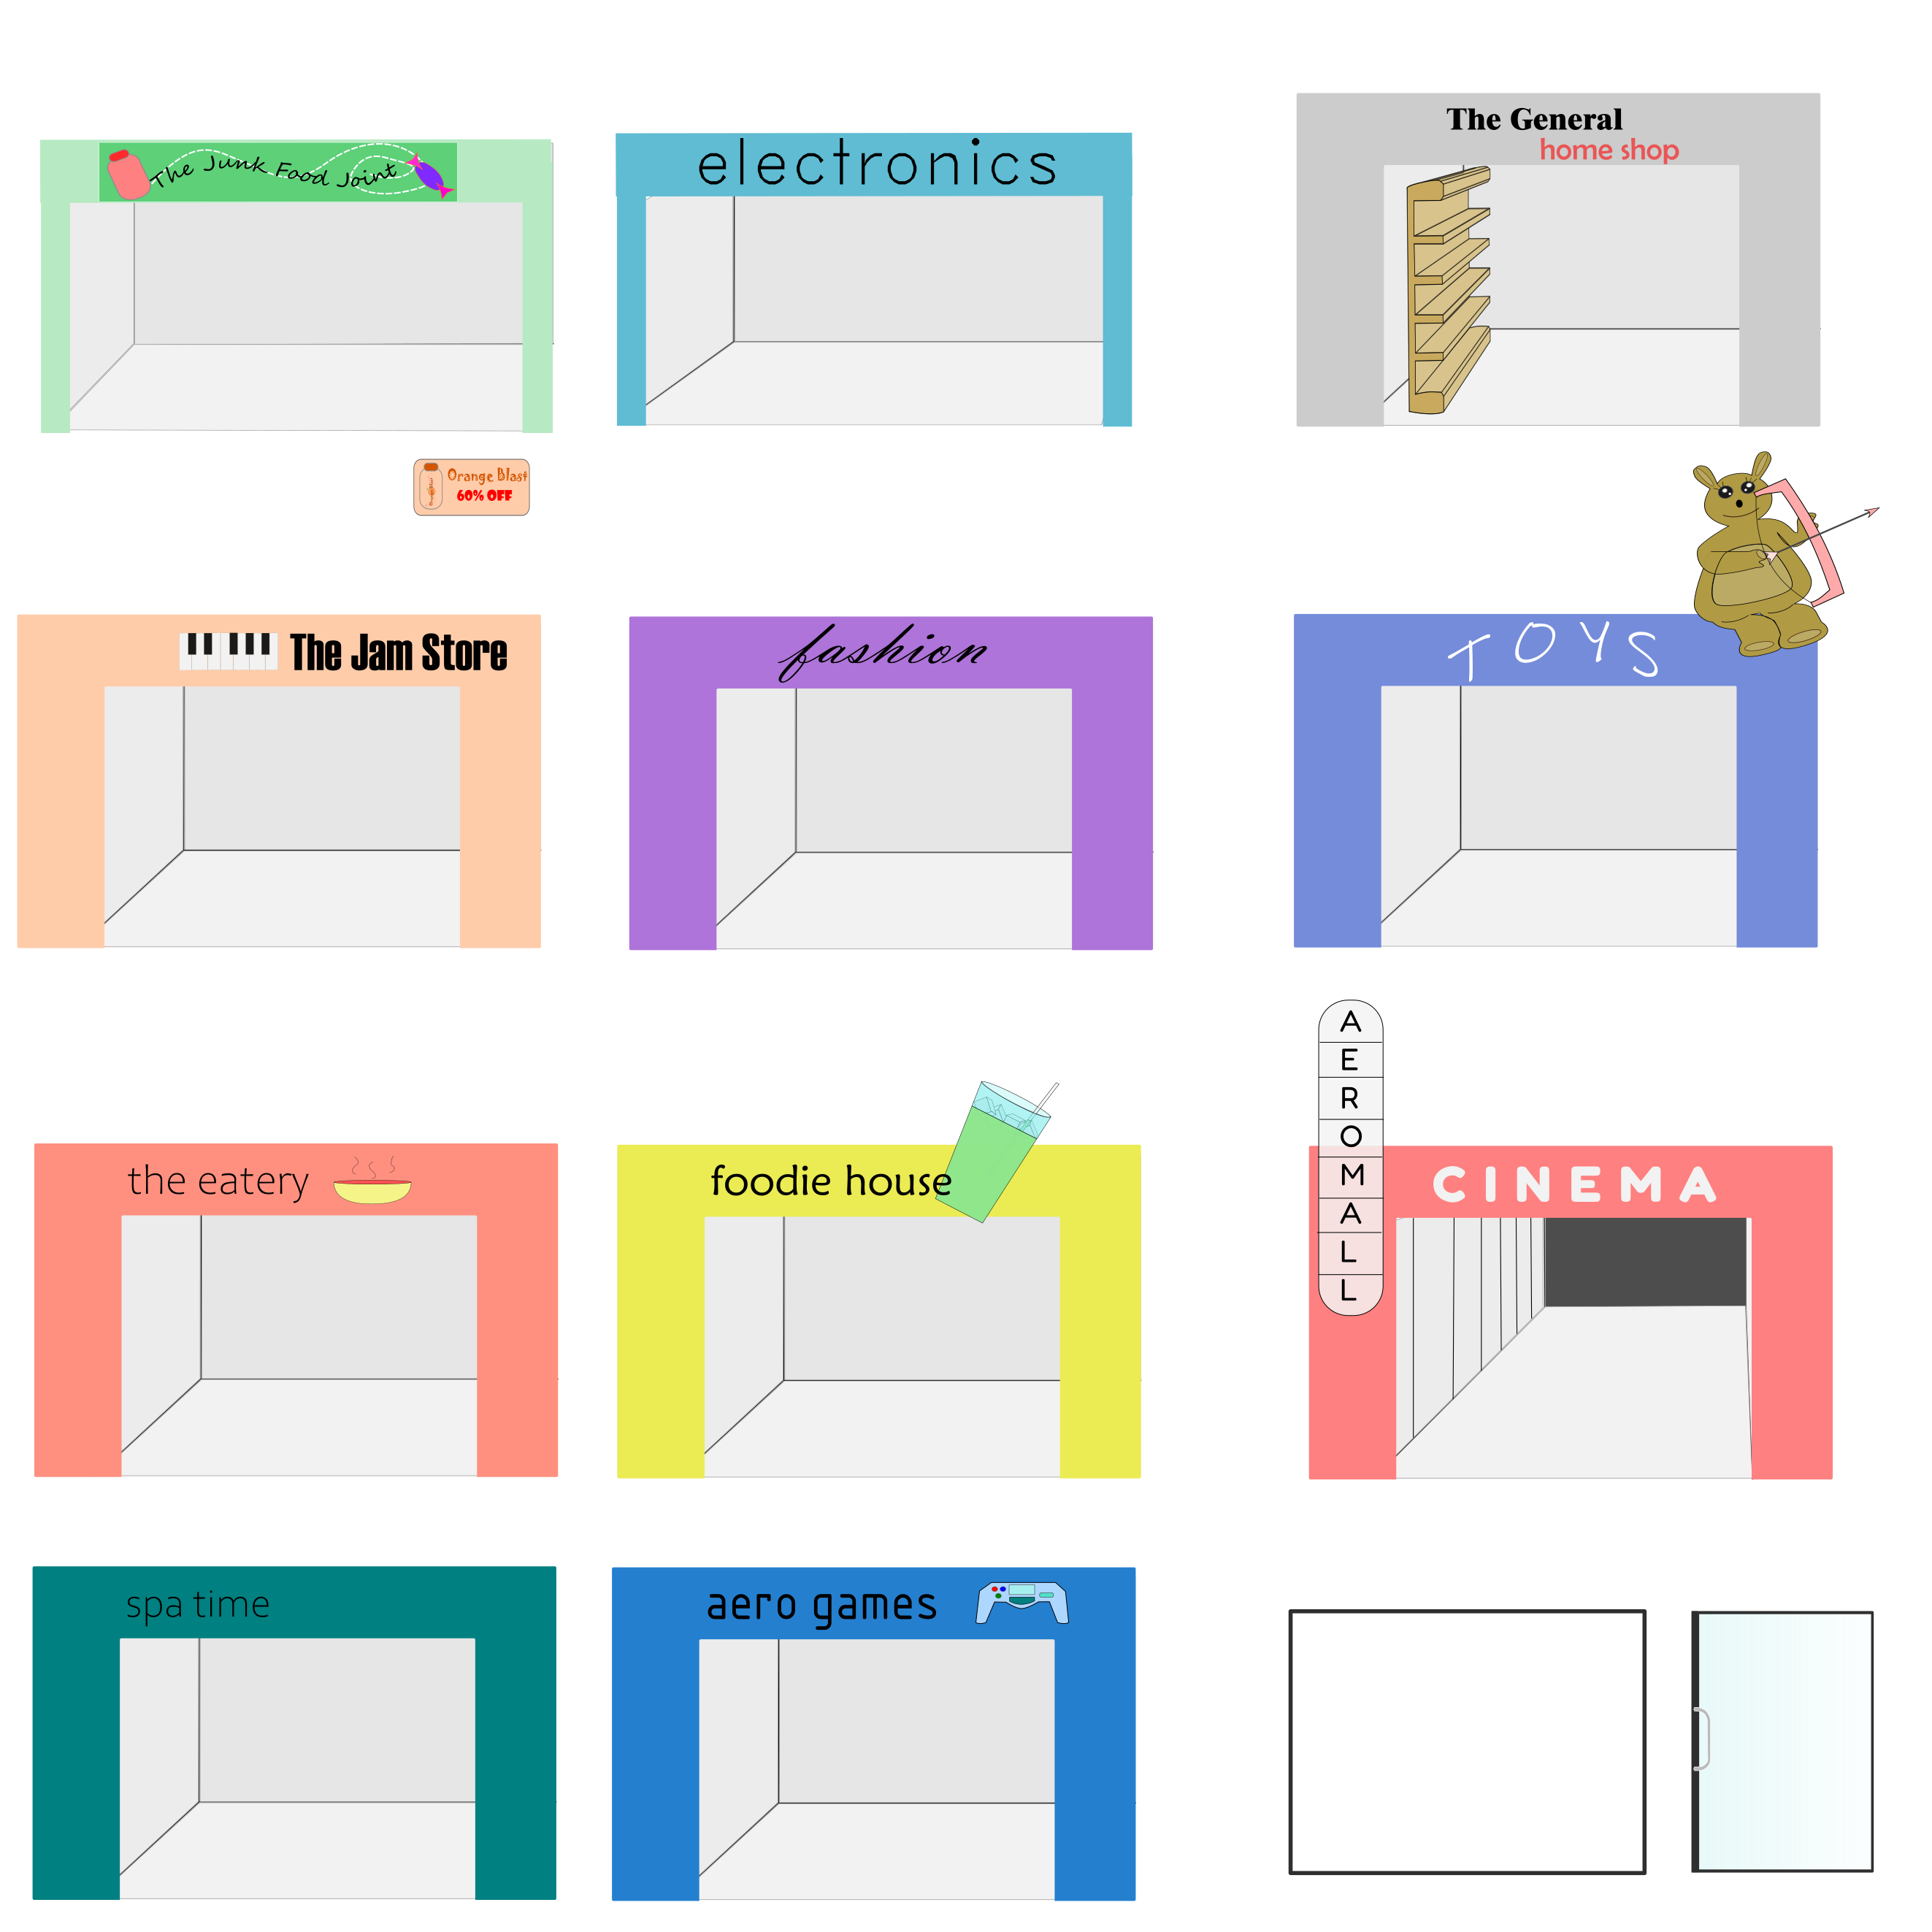 The Junk Food Joint
electronics
The General
home shop
Orange Blast
60% OFF
The Jam Store
fashion
TOYS
the eatery
foodie house
AEROMALL
CINEMA
spa time
aero games